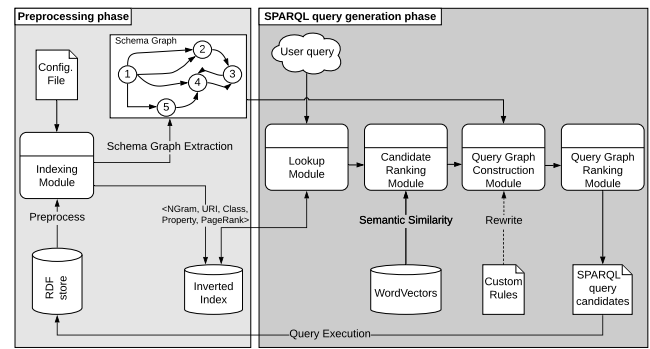 Preprocessing phase
SPARQL query generation phase
Schema Graph
1
2
3
4
5
Config.
File
User query
Indexing
Module
Schema Graph Extraction
Lookup
Module
Candidate
Ranking
Module
Query Graph
Construction
Module
Query Graph
Ranking
Module
<NGram, URI, Class,
Property, PageRank>
Preprocess
Semantic Similarity
Rewrite
RDF
store
Inverted
Index
WordVectors
Custom
Rules
SPARQL
query
candidates
Query Execution